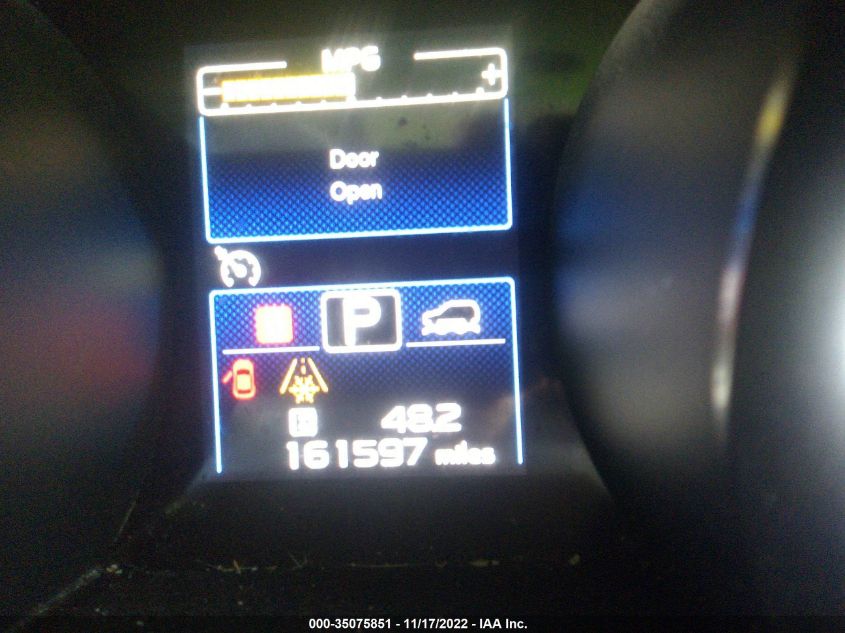 MPG
- +
Door
Open
P
48.2
161597 miles
000-35075851 - 11/17/2022 - IAA Inc.